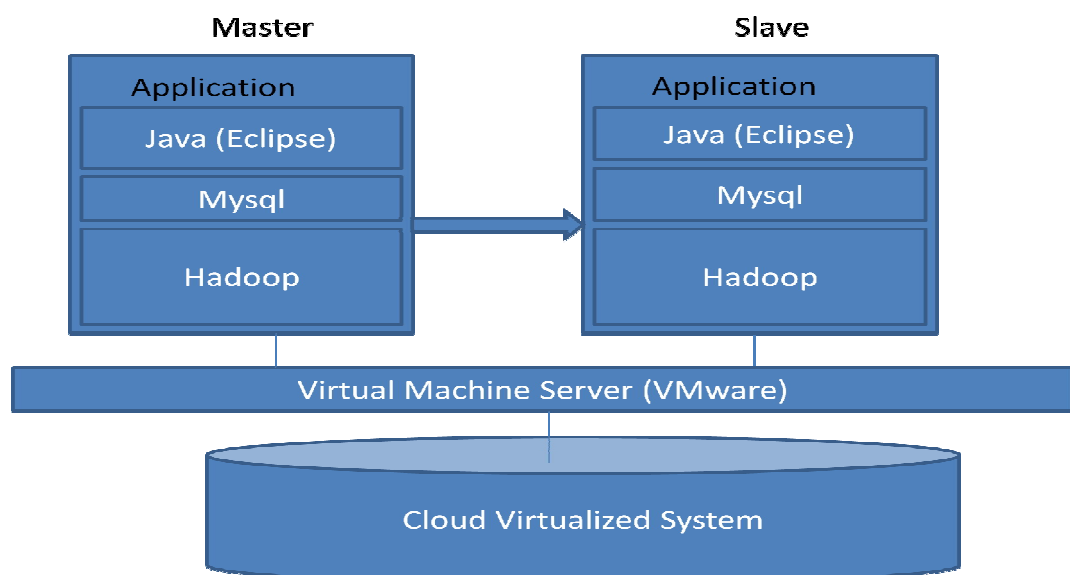 Master
Slave
Application
Java (Eclipse)
Mysql
Hadoop
Application
Java (Eclipse)
Mysql
Hadoop
Virtual Machine Server (VMware)
Cloud Virtualized System